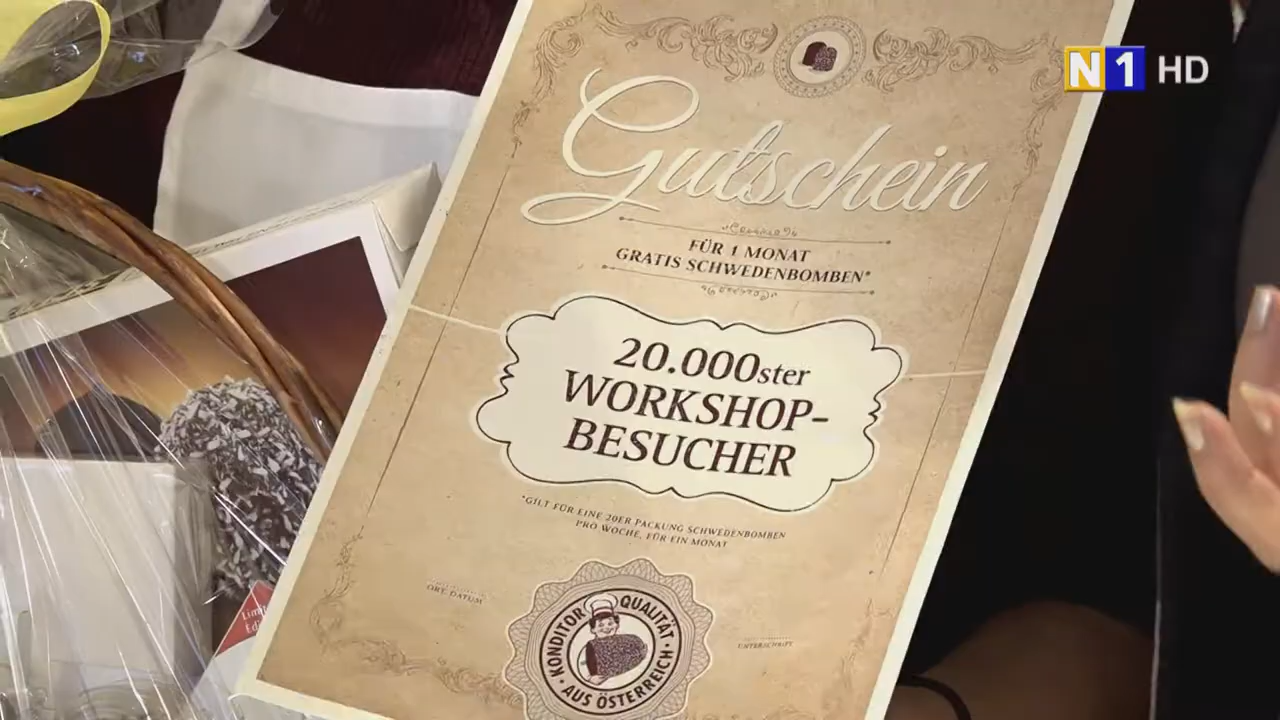 N1 HD
Gutschein
FÜR 1 MONAT
GRATIS SCHWEDENBOMBEN*
20.000ster
WORKSHOP-
BESUCHER
*GILT FÜR EINE 20ER PACKUNG SCHWEDENBOMBEN
PRO WOCHE, FÜR EIN MONAT
ORT, DATUM
UNTERSCHRIFT
KONDITOR QUALITÄT
· AUS ÖSTERREICH ·